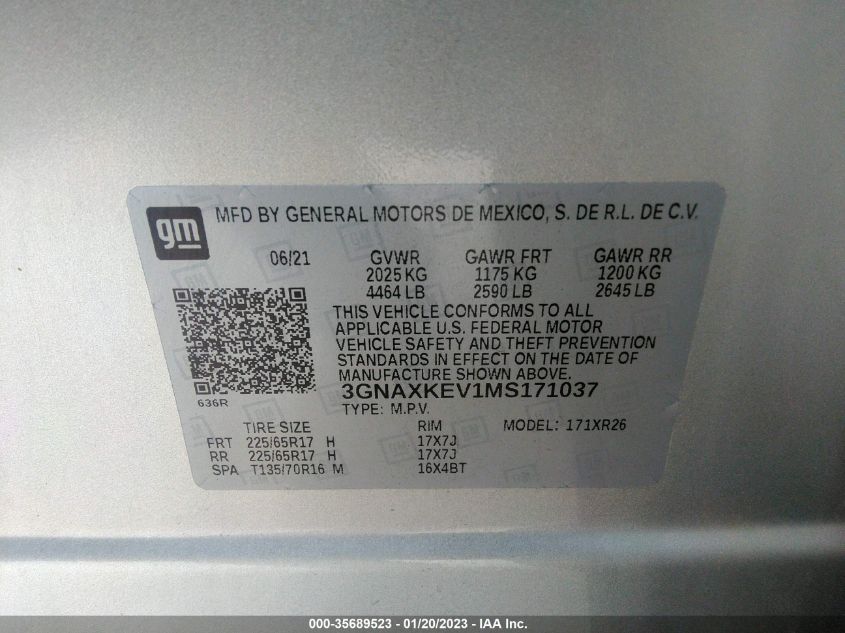 gm
MFD BY GENERAL MOTORS DE MEXICO, S. DE R.L. DE C.V.
06/21 GVWR GAWR FRT GAWR RR
2025 KG 1175 KG 1200 KG
4464 LB 2590 LB 2645 LB
THIS VEHICLE CONFORMS TO ALL
APPLICABLE U.S. FEDERAL MOTOR
VEHICLE SAFETY AND THEFT PREVENTION
STANDARDS IN EFFECT ON THE DATE OF
MANUFACTURE SHOWN ABOVE.
3GNAXKEV1MS171037
636R
TYPE: M.P.V.
TIRE SIZE RIM MODEL: 171XR26
FRT 225/65R17 H 17X7J
RR 225/65R17 H 17X7J
SPA T135/70R16 M 16X4BT
000-35689523 - 01/20/2023 - IAA Inc.